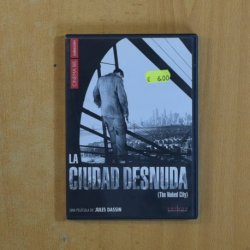 € 6,00
LA
CIUDAD DESNUDA
(The Naked City)
UNA PELÍCULA DE JULES DASSIN